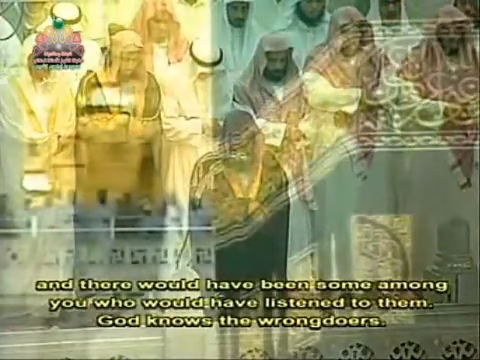 and there would have been some among
you who would have listened to them.
God knows the wrongdoers.